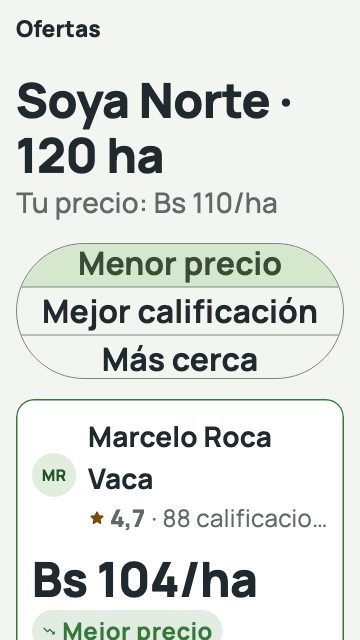 Ofertas
Soya Norte ·
120 ha
Tu precio: Bs 110/ha
Menor precio
Mejor calificación
Más cerca
Marcelo Roca
MR
Vaca
4,7 · 88 calificacio...
Bs 104/ha
Mejor precio